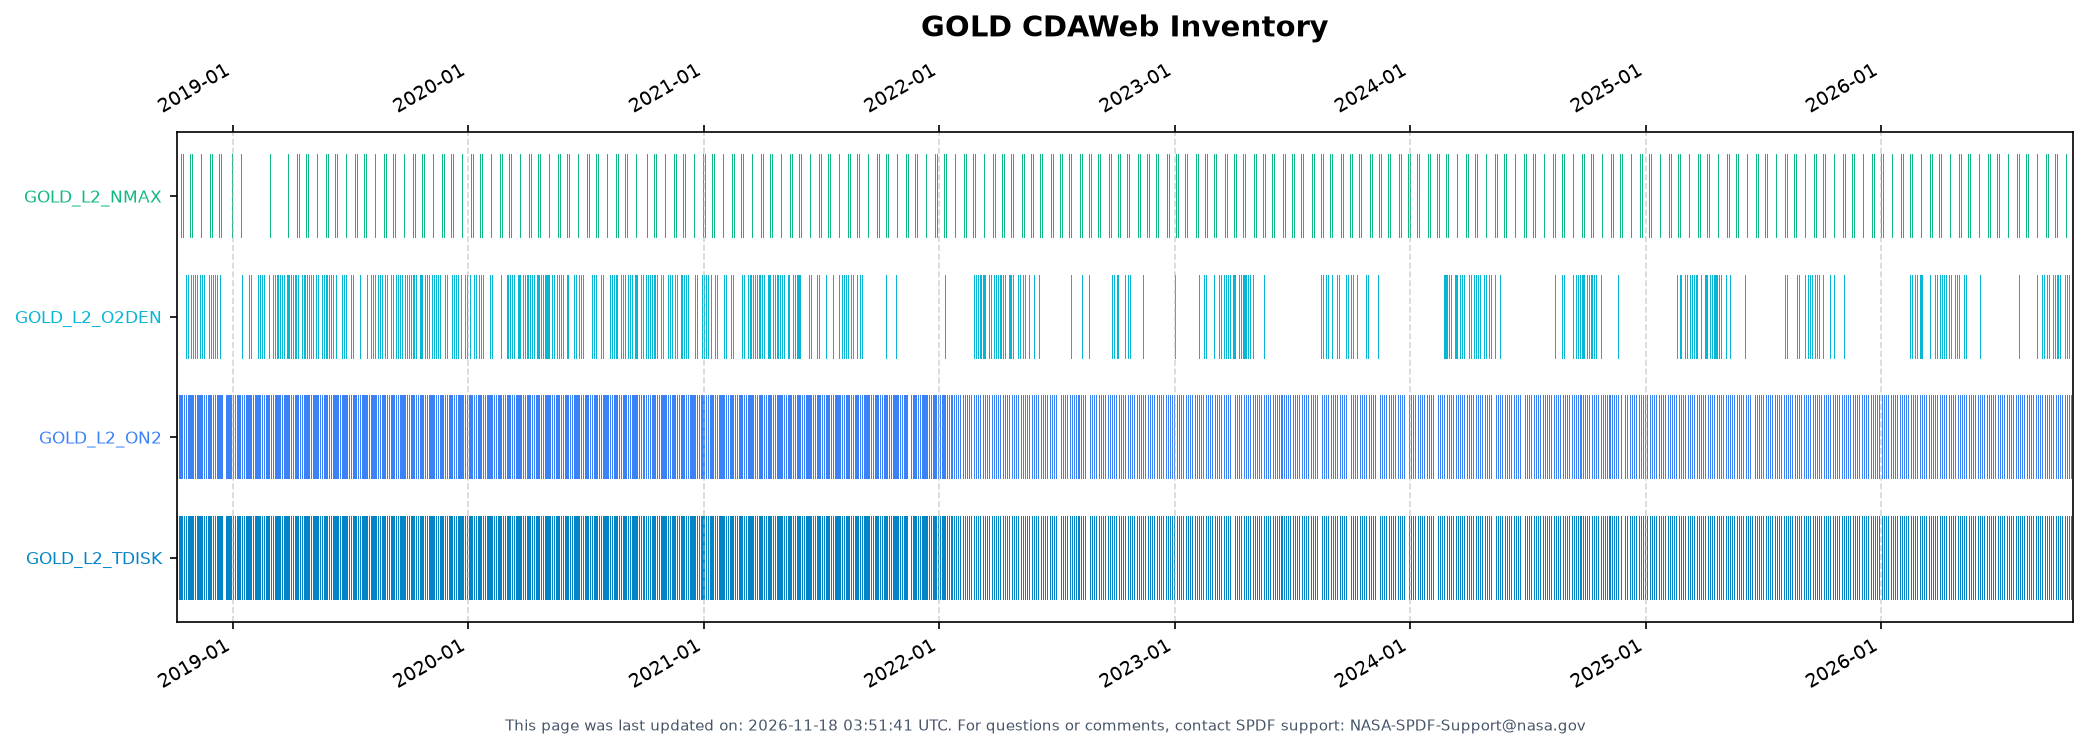 GOLD CDAWeb Inventory
2019-01 2020-01 2021-01 2022-01 2023-01 2024-01 2025-01 2026-01
GOLD_L2_NMAX
GOLD_L2_O2DEN
GOLD_L2_ON2
GOLD_L2_TDISK
2019-01 2020-01 2021-01 2022-01 2023-01 2024-01 2025-01 2026-01
This page was last updated on: 2026-11-18 03:51:41 UTC. For questions or comments, contact SPDF support: NASA-SPDF-Support@nasa.gov